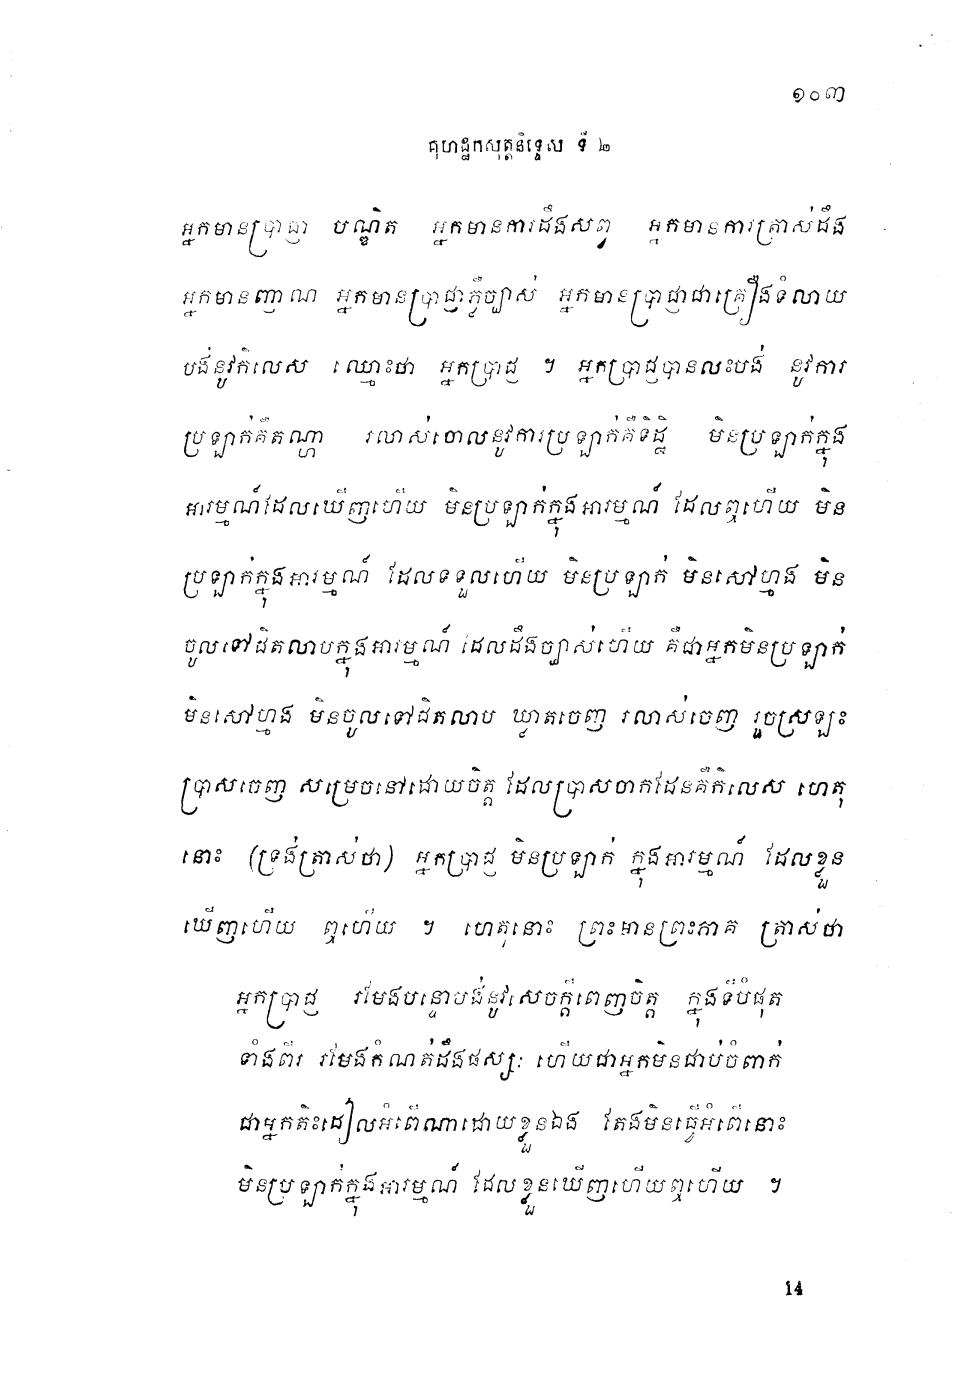 ១០៣
គុហដ្ឋកសុត្តនិទ្ទេស ទី ២
អ្នកមានប្រាជ្ញា បណ្ឌិត អ្នកមានការដឹងសព្វ អ្នកមានការត្រាស់ដឹង
អ្នកមានញាណ អ្នកមានប្រាជ្ញាភ្លឺច្បាស់ អ្នកមានប្រាជ្ញាជាគ្រឿងទំលាយ
បង់នូវកិលេស ឈ្មោះថា អ្នកប្រាជ្ញ ។ អ្នកប្រាជ្ញបានលះបង់ នូវការ
ប្រឡាក់គឺតណ្ហា រលាស់ចោលនូវការប្រឡាក់គឺទិដ្ឋិ មិនប្រឡាក់ក្នុង
អារម្មណ៍ដែលឃើញហើយ មិនប្រឡាក់ក្នុងអារម្មណ៍ ដែលឮហើយ មិន
ប្រឡាក់ក្នុងអារម្មណ៍ ដែលទទួលហើយ មិនប្រឡាក់ មិនសៅហ្មង មិន
ចូលទៅជិតលាបក្នុងអារម្មណ៍ ដែលដឹងច្បាស់ហើយ គឺជាអ្នកមិនប្រឡាក់
មិនសៅហ្មង មិនចូលទៅជិតលាប ឃ្លាតចេញ រលាស់ចេញ រួចស្រឡះ
ប្រាសចេញ សម្រេចនៅដោយចិត្ត ដែលប្រាសចាកដែនគឺកិលេស ហេតុ
នោះ (ទ្រង់ត្រាស់ថា) អ្នកប្រាជ្ញ មិនប្រឡាក់ ក្នុងអារម្មណ៍ ដែលខ្លួន
ឃើញហើយ ឮហើយ ។ ហេតុនោះ ព្រះមានព្រះភាគ ត្រាស់ថា
អ្នកប្រាជ្ញ រមែងបន្ទោបង់នូវសេចក្តីពេញចិត្ត ក្នុងទីបំផុត
ទាំងពីរ រមែងកំណត់ដឹងផស្សៈ ហើយជាអ្នកមិនជាប់ចំពាក់
ជាអ្នកតិះដៀលអំពើណាដោយខ្លួនឯង តែងមិនធ្វើអំពើនោះ
មិនប្រឡាក់ក្នុងអារម្មណ៍ ដែលខ្លួនឃើញហើយឮហើយ ។
14